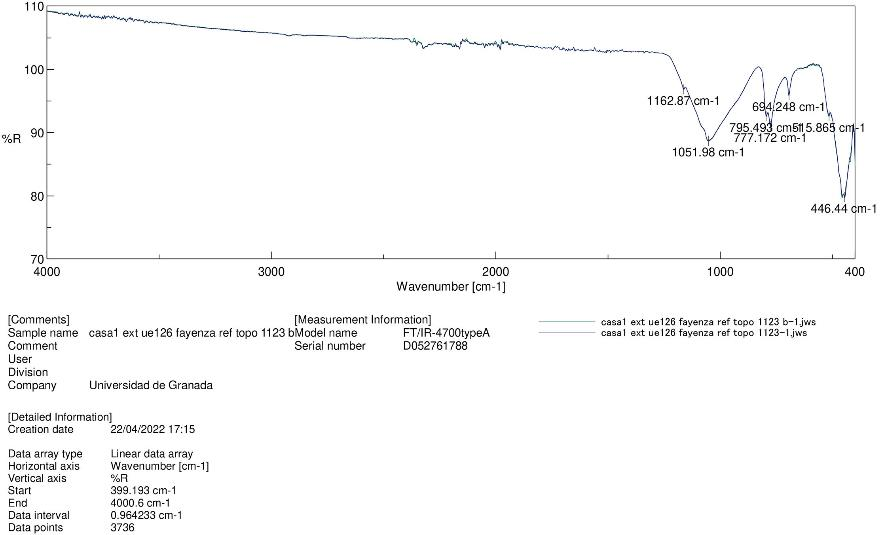 110
100
90
80
70
%R
1162.87 cm-1
1051.98 cm-1
694.248 cm-1
795.493 cm-1
515.865 cm-1
777.172 cm-1
446.44 cm-1
4000
3000
2000
1000
400
Wavenumber [cm-1]
[Comments]
Sample name casa1 ext ue126 fayenza ref topo 1123 b
Comment
User
Division
Company Universidad de Granada
[Measurement Information]
Model name FT/IR-4700typeA
Serial number D052761788
casa1 ext ue126 fayenza ref topo 1123 b-1.jws
casa1 ext ue126 fayenza ref topo 1123-1.jws
[Detailed Information]
Creation date 22/04/2022 17:15
Data array type Linear data array
Horizontal axis Wavenumber [cm-1]
Vertical axis %R
Start 399.193 cm-1
End 4000.6 cm-1
Data interval 0.964233 cm-1
Data points 3736